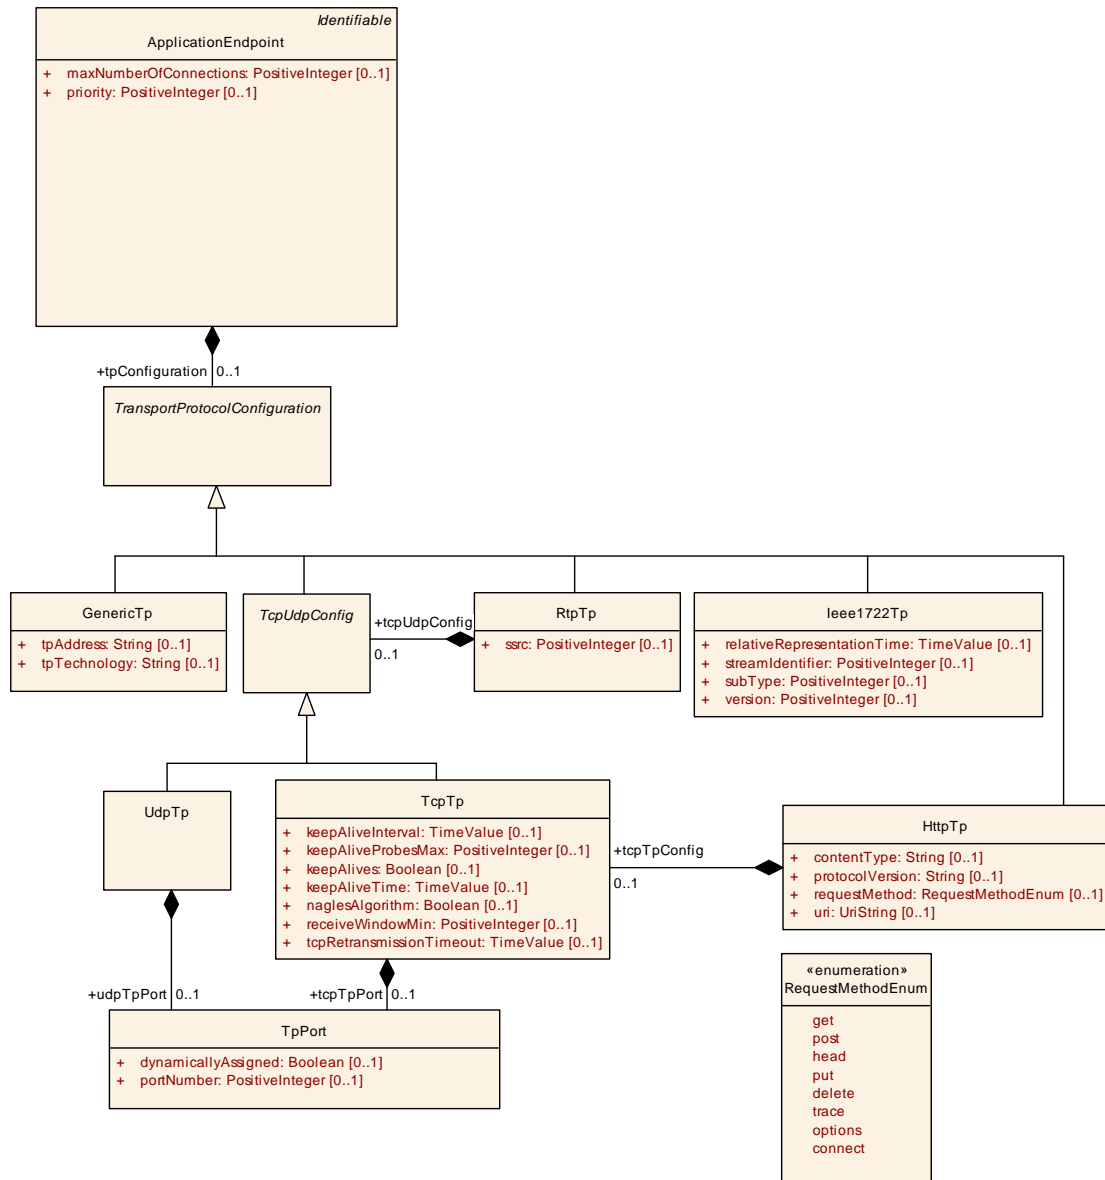 Identifiable
ApplicationEndpoint
+ maxNumberOfConnections: PositiveInteger [0..1]
+ priority: PositiveInteger [0..1]
+tpConfiguration 0..1
TransportProtocolConfiguration
GenericTp
+ tpAddress: String [0..1]
+ tpTechnology: String [0..1]
TcpUdpConfig
+tcpUdpConfig
0..1
RtpTp
+ ssrc: PositiveInteger [0..1]
Ieee1722Tp
+ relativeRepresentationTime: TimeValue [0..1]
+ streamIdentifier: PositiveInteger [0..1]
+ subType: PositiveInteger [0..1]
+ version: PositiveInteger [0..1]
UdpTp
TcpTp
+ keepAliveInterval: TimeValue [0..1]
+ keepAliveProbesMax: PositiveInteger [0..1]
+ keepAlives: Boolean [0..1]
+ keepAliveTime: TimeValue [0..1]
+ naglesAlgorithm: Boolean [0..1]
+ receiveWindowMin: PositiveInteger [0..1]
+ tcpRetransmissionTimeout: TimeValue [0..1]
+tcpTpConfig
0..1
HttpTp
+ contentType: String [0..1]
+ protocolVersion: String [0..1]
+ requestMethod: RequestMethodEnum [0..1]
+ uri: UriString [0..1]
+udpTpPort 0..1
+tcpTpPort 0..1
TpPort
+ dynamicallyAssigned: Boolean [0..1]
+ portNumber: PositiveInteger [0..1]
«enumeration»
RequestMethodEnum
get
post
head
put
delete
trace
options
connect